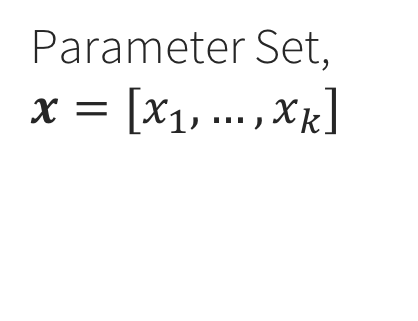 Parameter Set,
𝒙 = [𝑥₁, … , 𝑥ₖ]